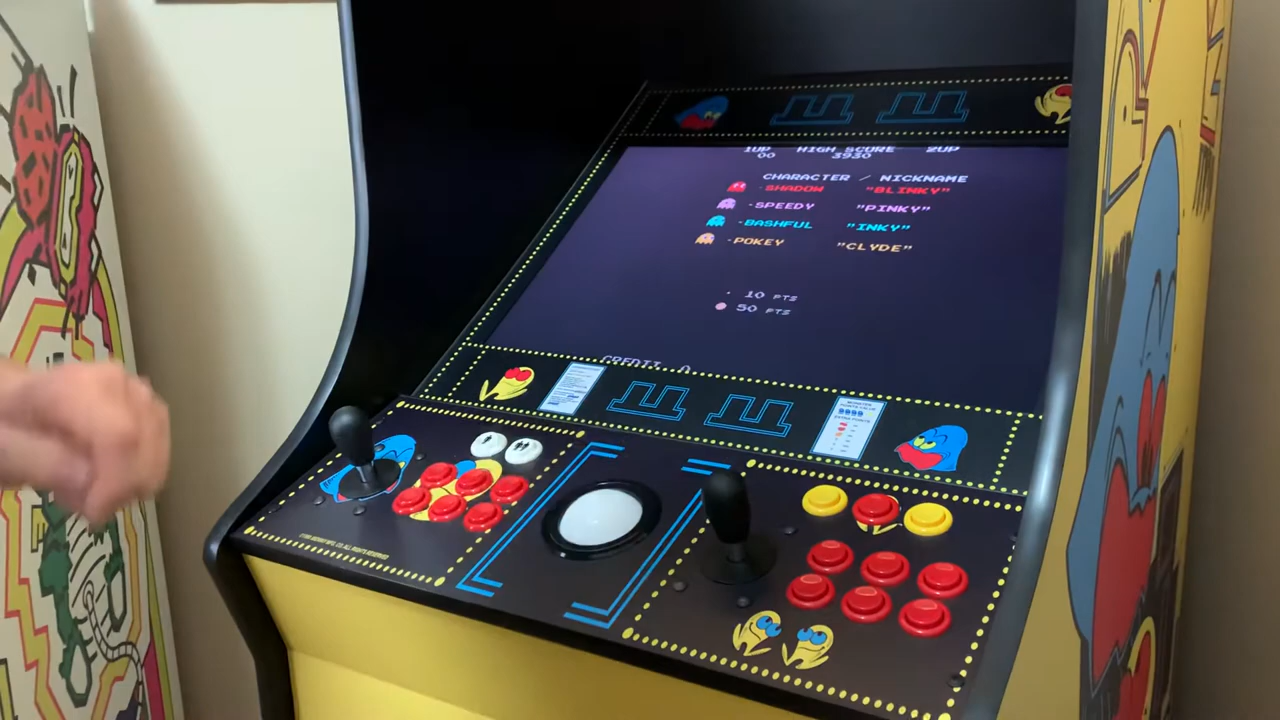 1UP HIGH SCORE 2UP
00 3930
CHARACTER / NICKNAME
-SHADOW "BLINKY"
-SPEEDY "PINKY"
-BASHFUL "INKY"
-POKEY "CLYDE"
10 PTS
50 PTS
CREDIT 0